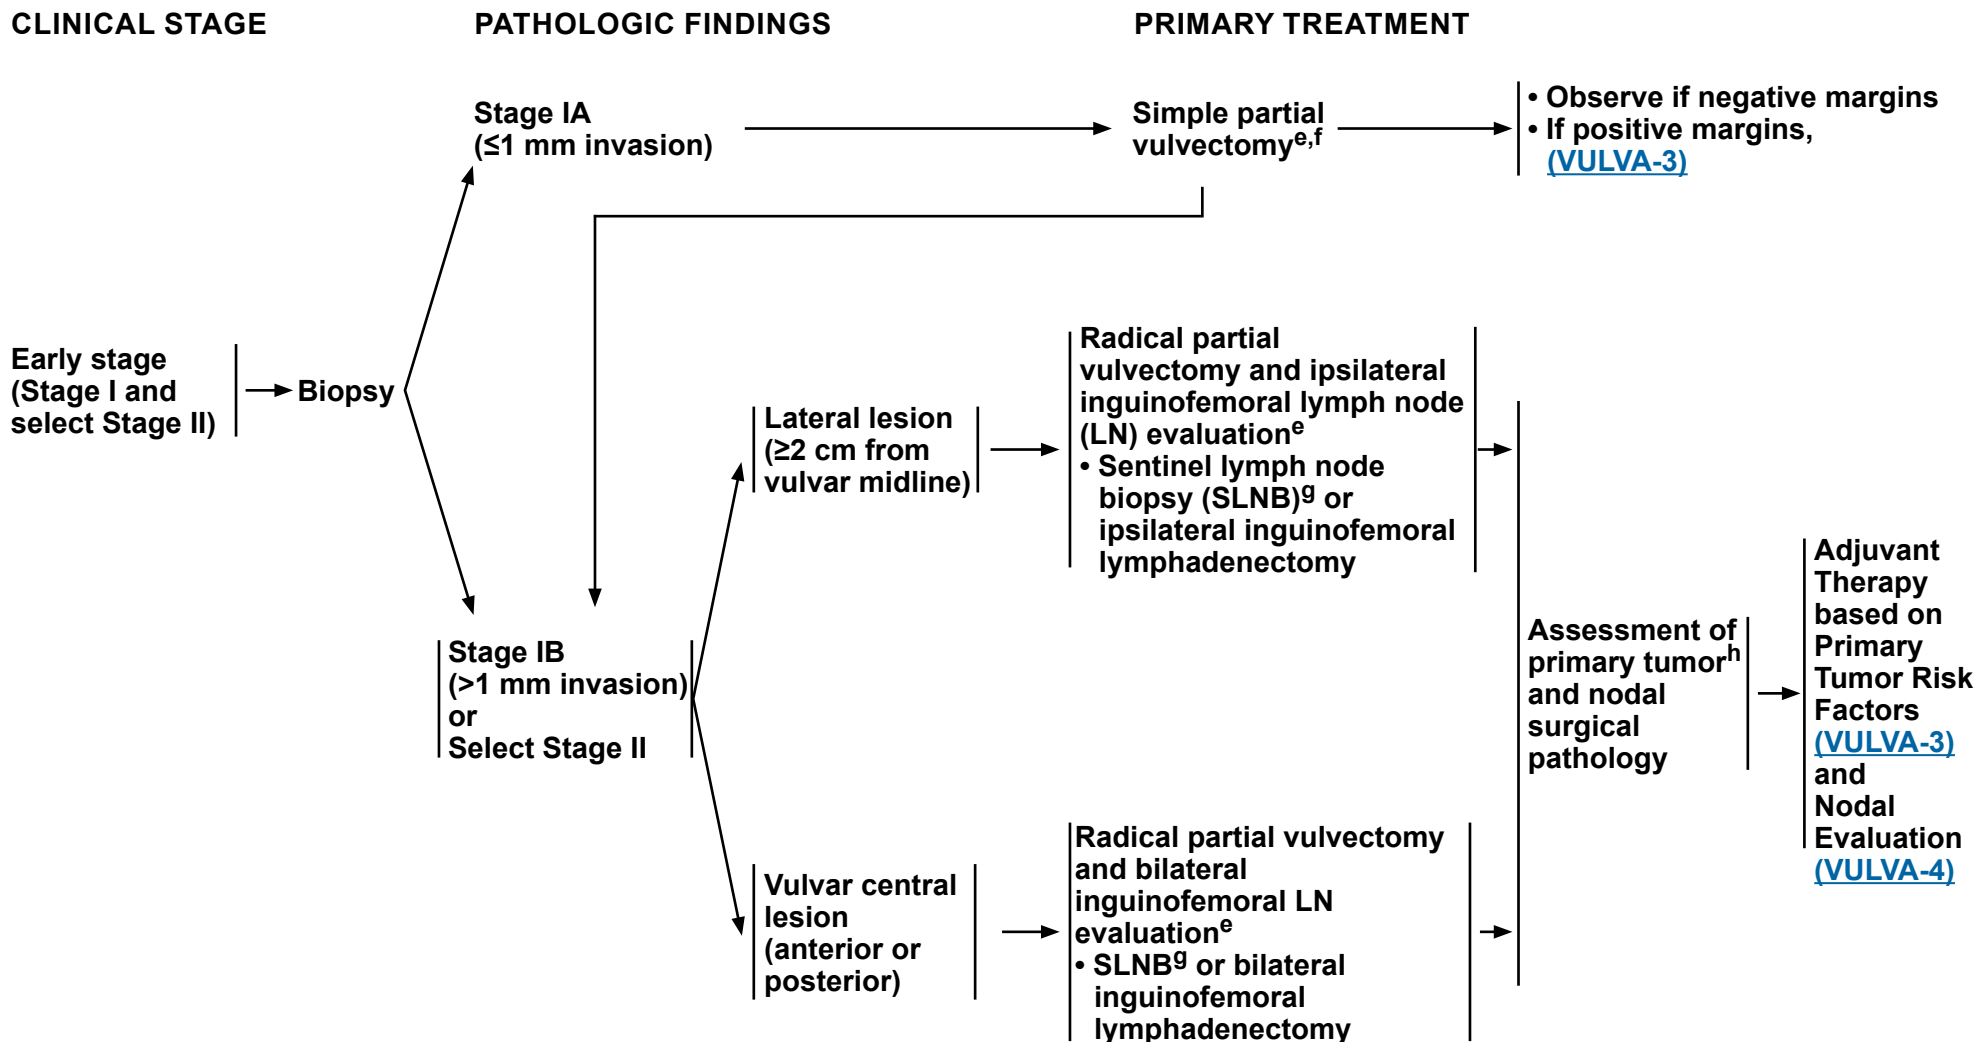 CLINICAL STAGE
PATHOLOGIC FINDINGS
PRIMARY TREATMENT
Stage IA
(≤1 mm invasion)
Simple partial
vulvectomye,f
• Observe if negative margins
• If positive margins,
(VULVA-3)
Early stage
(Stage I and
select Stage II)
Biopsy
Stage IB
(>1 mm invasion)
or
Select Stage II
Lateral lesion
(≥2 cm from
vulvar midline)
Radical partial
vulvectomy and ipsilateral
inguinofemoral lymph node
(LN) evaluatione
• Sentinel lymph node
biopsy (SLNB)g or
ipsilateral inguinofemoral
lymphadenectomy
Vulvar central
lesion
(anterior or
posterior)
Radical partial vulvectomy
and bilateral
inguinofemoral LN
evaluatione
• SLNBg or bilateral
inguinofemoral
lymphadenectomy
Assessment of
primary tumorh
and nodal
surgical
pathology
Adjuvant
Therapy
based on
Primary
Tumor Risk
Factors
(VULVA-3)
and
Nodal
Evaluation
(VULVA-4)